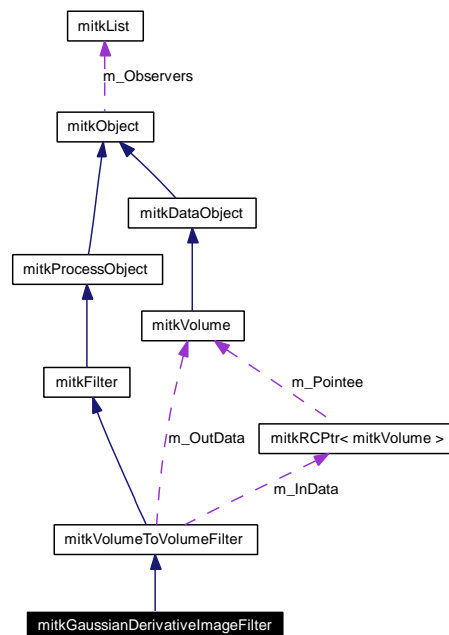 mitkList
m_Observers
mitkObject
mitkDataObject
mitkProcessObject
mitkVolume
mitkFilter
m_Pointee
m_OutData
mitkRCPtr< mitkVolume >
m_InData
mitkVolumeToVolumeFilter
mitkGaussianDerivativeImageFilter